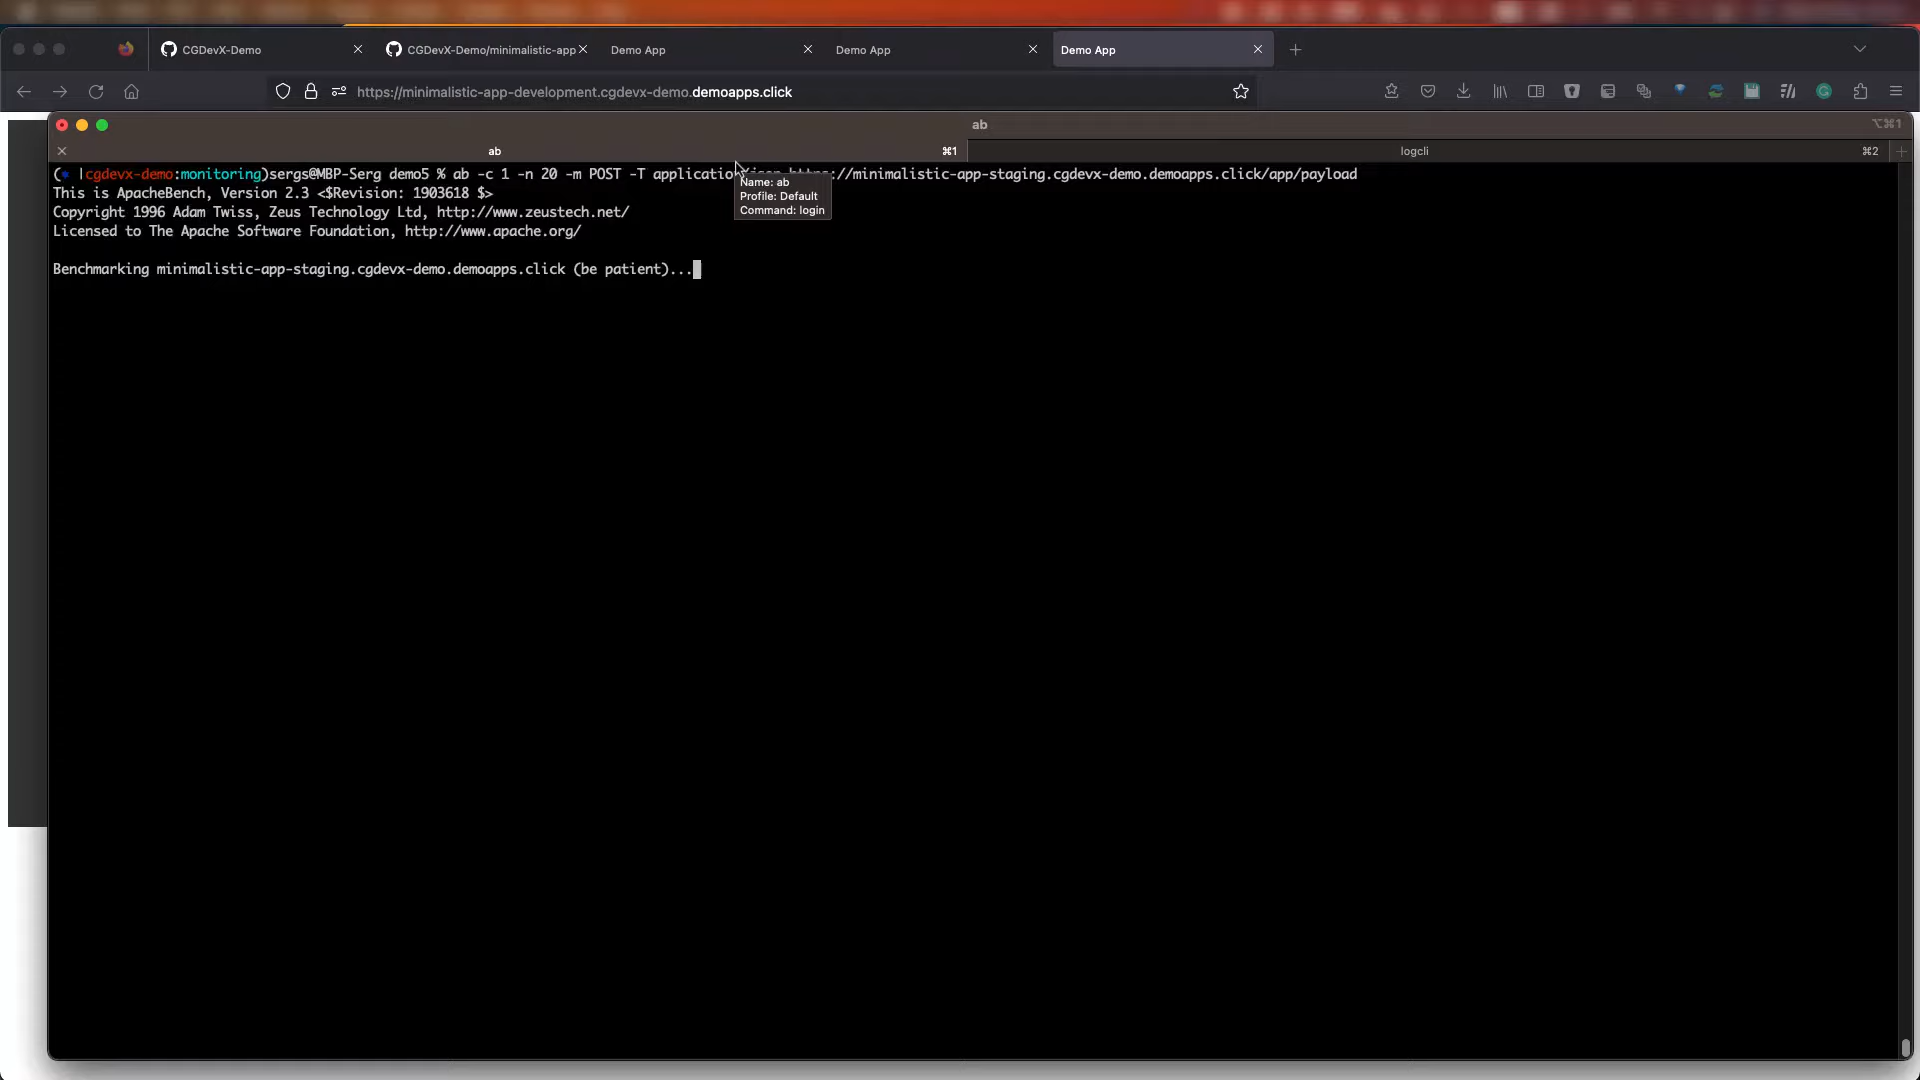 CGDevX-Demo
CGDevX-Demo/minimalistic-app
Demo App
Demo App
Demo App
https://minimalistic-app-development.cgdevx-demo.demoapps.click
ab
⌥⌘1
ab
⌘1
logcli
⌘2
( |cgdevx-demo:monitoring)sergs@MBP-Serg demo5 % ab -c 1 -n 20 -m POST -T application/json https://minimalistic-app-staging.cgdevx-demo.demoapps.click/app/payload
Name: ab
Profile: Default
Command: login
This is ApacheBench, Version 2.3 <$Revision: 1903618 $>
Copyright 1996 Adam Twiss, Zeus Technology Ltd, http://www.zeustech.net/
Licensed to The Apache Software Foundation, http://www.apache.org/
Benchmarking minimalistic-app-staging.cgdevx-demo.demoapps.click (be patient)...